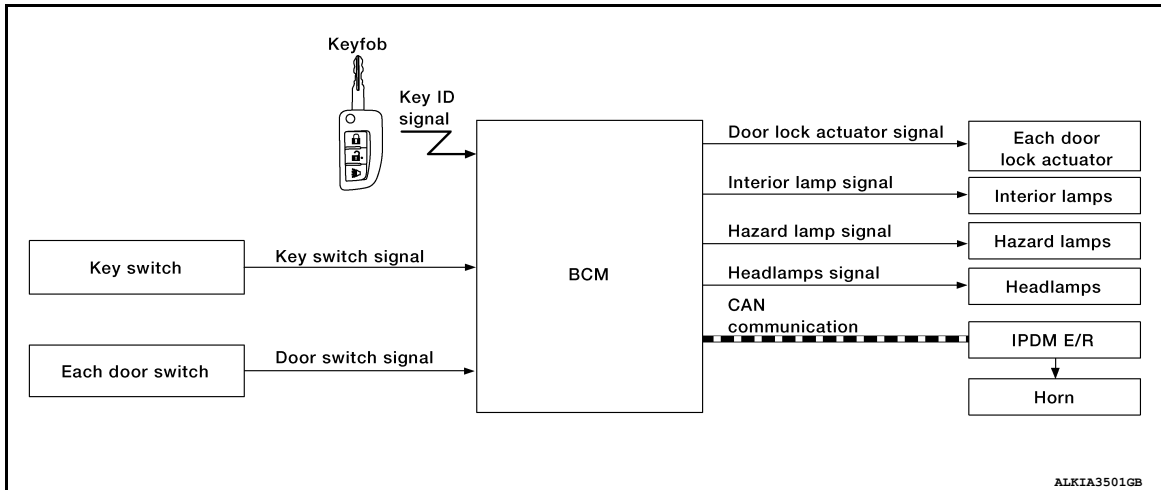 Keyfob
Key ID
signal
Door lock actuator signal
Each door
lock actuator
Interior lamp signal
Interior lamps
Hazard lamp signal
Hazard lamps
Key switch
Key switch signal
BCM
Headlamps signal
Headlamps
CAN
communication
IPDM E/R
Each door switch
Door switch signal
Horn
ALKIA3501GB